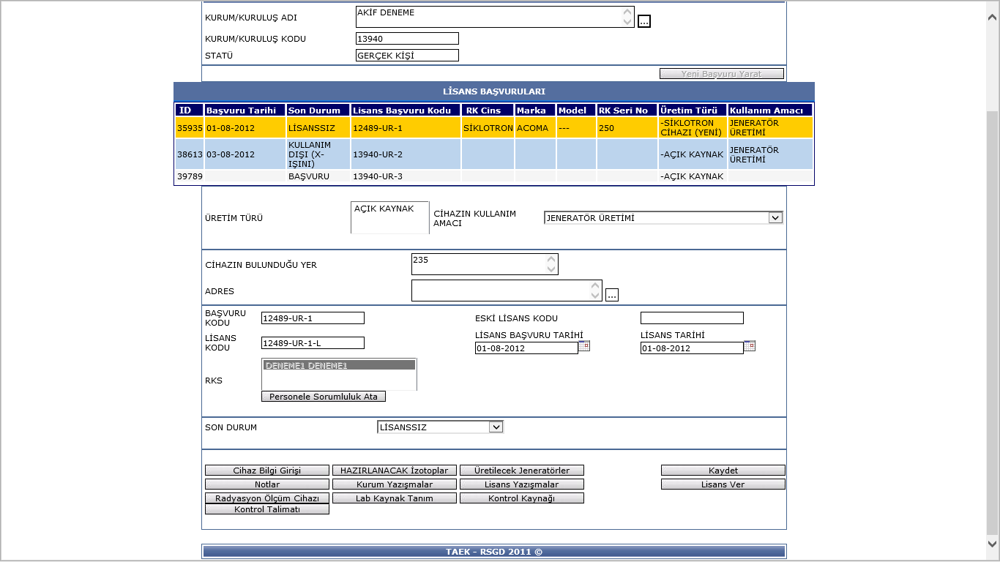 KURUM/KURULUŞ ADI AKİF DENEME ...
KURUM/KURULUŞ KODU 13940
STATÜ GERÇEK KİŞİ
Yeni Başvuru Yarat
LİSANS BAŞVURULARI
ID Başvuru Tarihi Son Durum Lisans Başvuru Kodu RK Cins Marka Model RK Seri No Üretim Türü Kullanım Amacı
35935 01-08-2012 LİSANSSIZ 12489-UR-1 SİKLOTRON ACOMA --- 250 -SİKLOTRON CİHAZI (YENİ) JENERATÖR ÜRETİMİ
38613 03-08-2012 KULLANIM DIŞI (X-IŞINI) 13940-UR-2 -AÇIK KAYNAK JENERATÖR ÜRETİMİ
39789 BAŞVURU 13940-UR-3 -AÇIK KAYNAK
ÜRETİM TÜRÜ AÇIK KAYNAK CİHAZIN KULLANIM AMACI JENERATÖR ÜRETİMİ
CİHAZIN BULUNDUĞU YER 235
ADRES ...
BAŞVURU KODU 12489-UR-1 ESKİ LİSANS KODU
LİSANS KODU 12489-UR-1-L LİSANS BAŞVURU TARİHİ 01-08-2012 LİSANS TARİHİ 01-08-2012
RKS DENEME1 DENEME1
Personele Sorumluluk Ata
SON DURUM LİSANSSIZ
Cihaz Bilgi Girişi HAZIRLANACAK İzotoplar Üretilecek Jeneratörler Kaydet
Notlar Kurum Yazışmalar Lisans Yazışmalar Lisans Ver
Radyasyon Ölçüm Cihazı Lab Kaynak Tanım Kontrol Kaynağı
Kontrol Talimatı
TAEK - RSGD 2011 ©